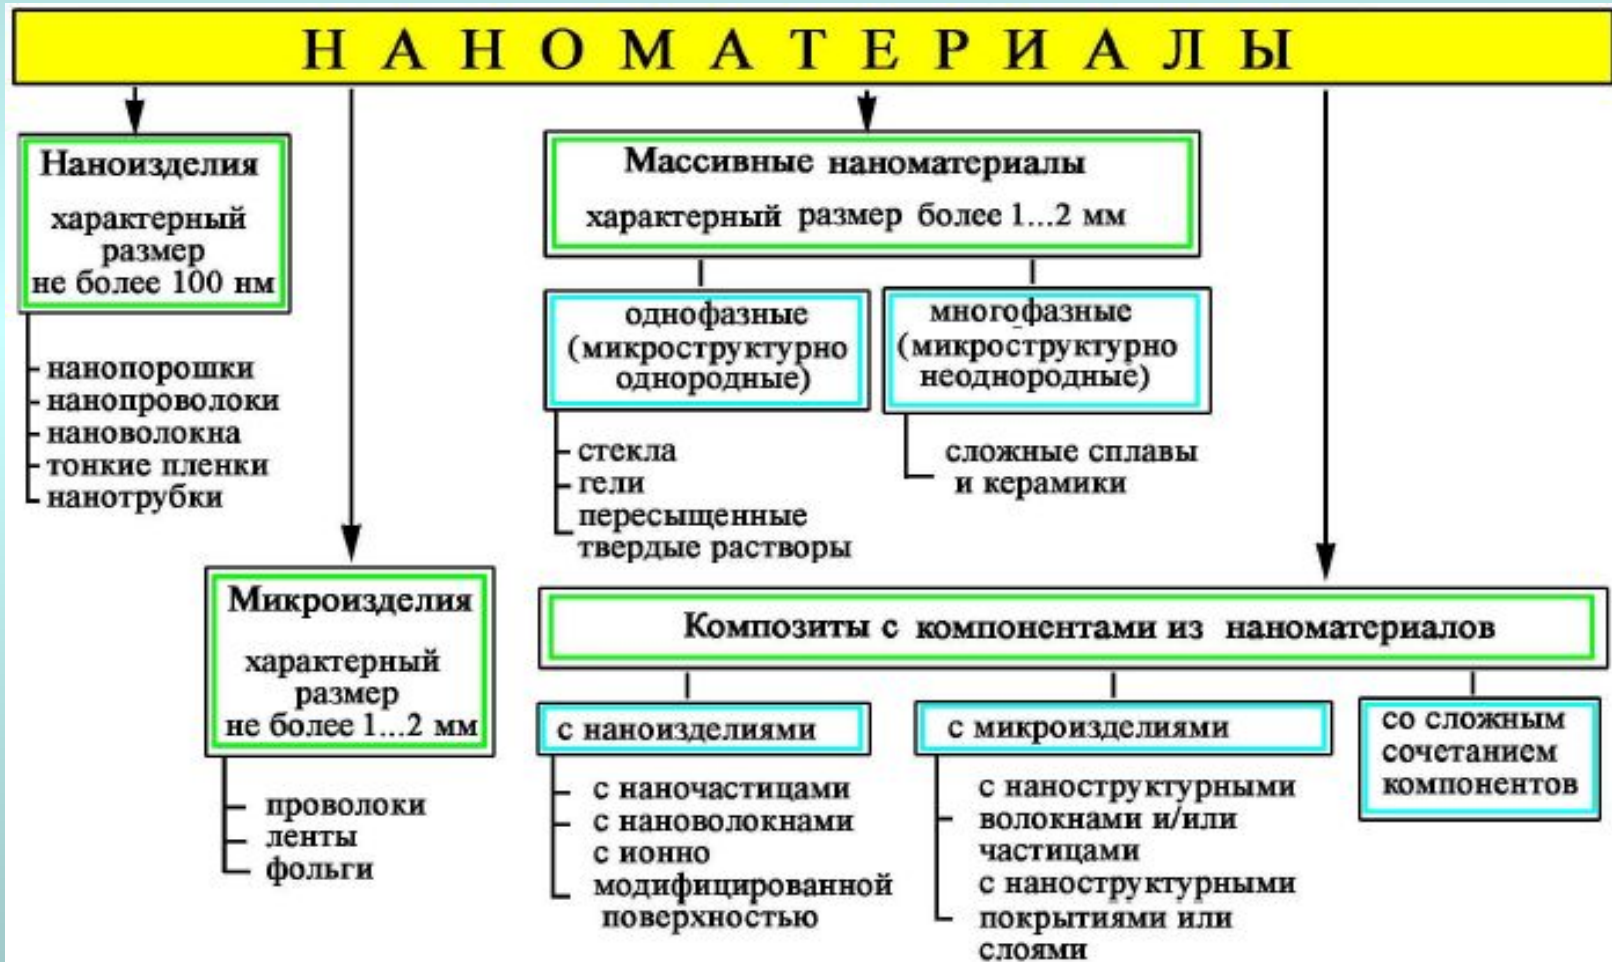 НАНОМАТЕРИАЛЫ
Наноизделия
характерный
размер
не более 100 нм
нанопорошки
нанопроволоки
нановолокна
тонкие пленки
нанотрубки
Микроизделия
характерный
размер
не более 1...2 мм
проволоки
ленты
фольги
Массивные наноматериалы
характерный размер более 1...2 мм
однофазные
(микроструктурно
однородные)
стекла
гели
пересыщенные
твердые растворы
многофазные
(микроструктурно
неоднородные)
сложные сплавы
и керамики
Композиты с компонентами из наноматериалов
с наноизделиями
с наночастицами
с нановолокнами
с ионно
модифицированной
поверхностью
с микроизделиями
с наноструктурными
волокнами и/или
частицами
с наноструктурными
покрытиями или
слоями
со сложным
сочетанием
компонентов